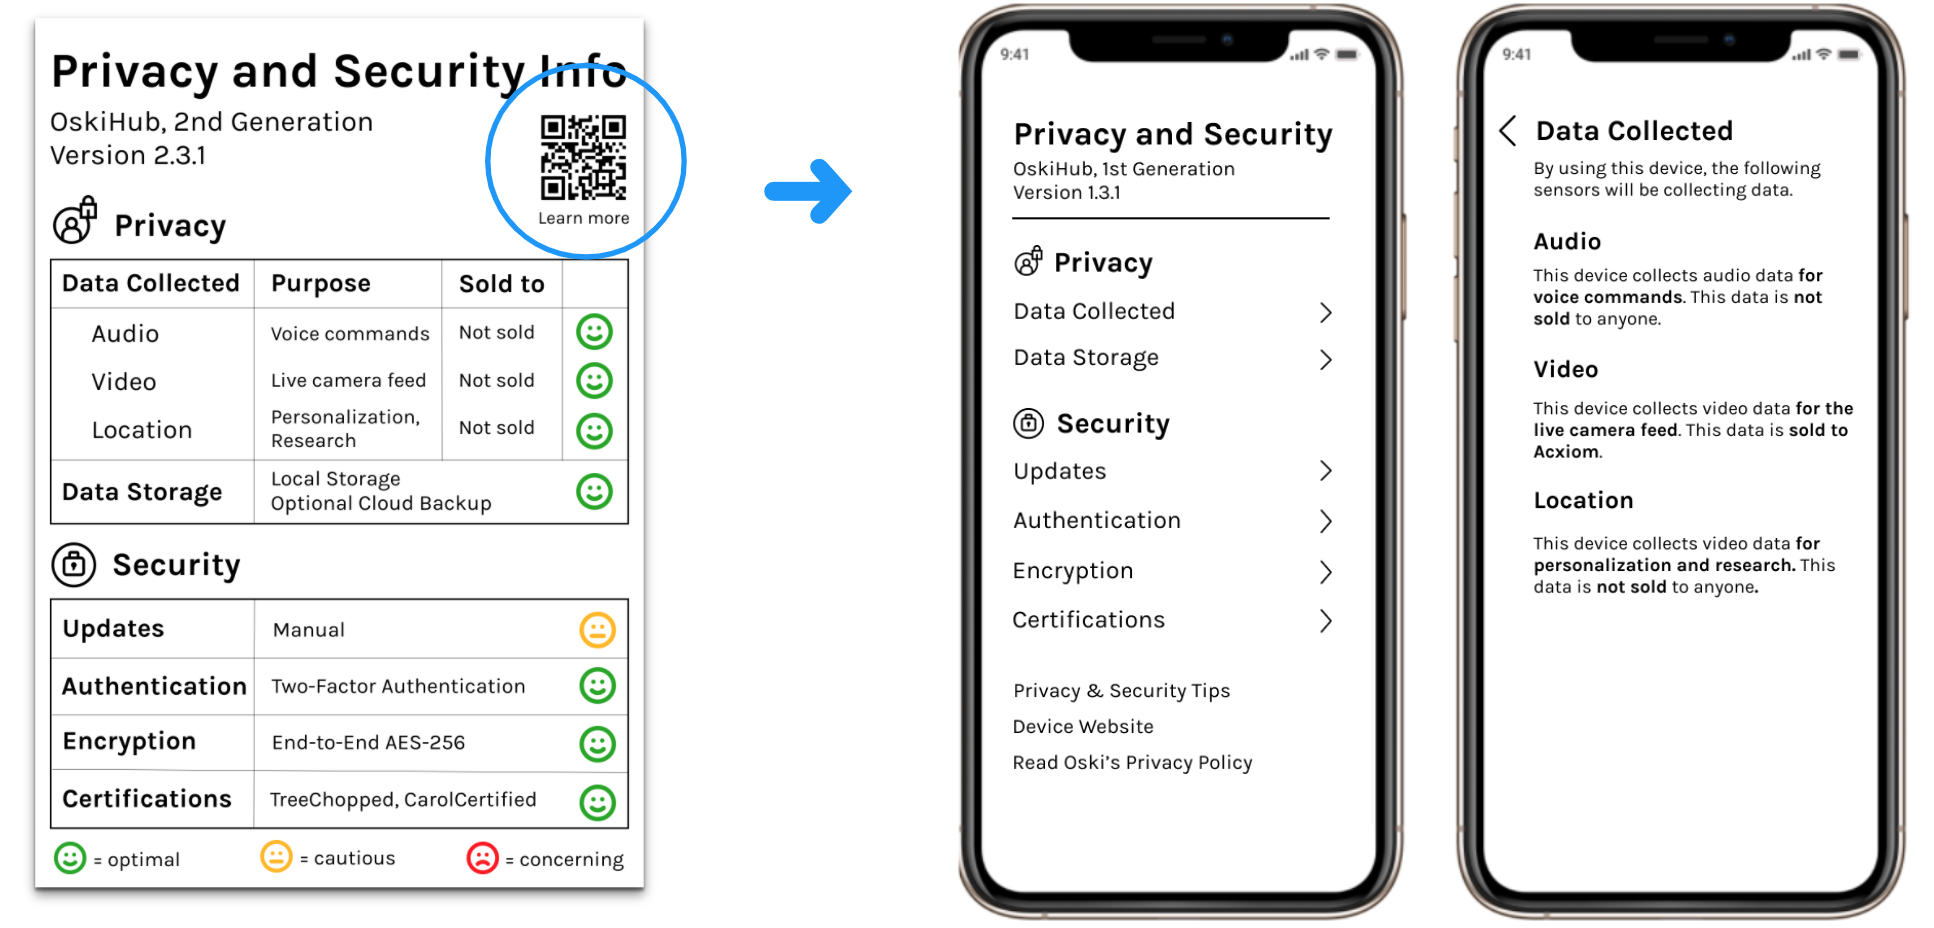 Privacy and Security Info
OskiHub, 2nd Generation
Version 2.3.1
Learn more
Privacy
Data Collected Purpose Sold to
Audio Voice commands Not sold
Video Live camera feed Not sold
Location Personalization, Research Not sold
Data Storage Local Storage
Optional Cloud Backup
Security
Updates Manual
Authentication Two-Factor Authentication
Encryption End-to-End AES-256
Certifications TreeChopped, CarolCertified
= optimal = cautious = concerning
9:41
Privacy and Security
OskiHub, 1st Generation
Version 1.3.1
Privacy
Data Collected
Data Storage
Security
Updates
Authentication
Encryption
Certifications
Privacy & Security Tips
Device Website
Read Oski's Privacy Policy
9:41
Data Collected
By using this device, the following
sensors will be collecting data.
Audio
This device collects audio data for
voice commands. This data is not
sold to anyone.
Video
This device collects video data for the
live camera feed. This data is sold to
Acxiom.
Location
This device collects video data for
personalization and research. This
data is not sold to anyone.